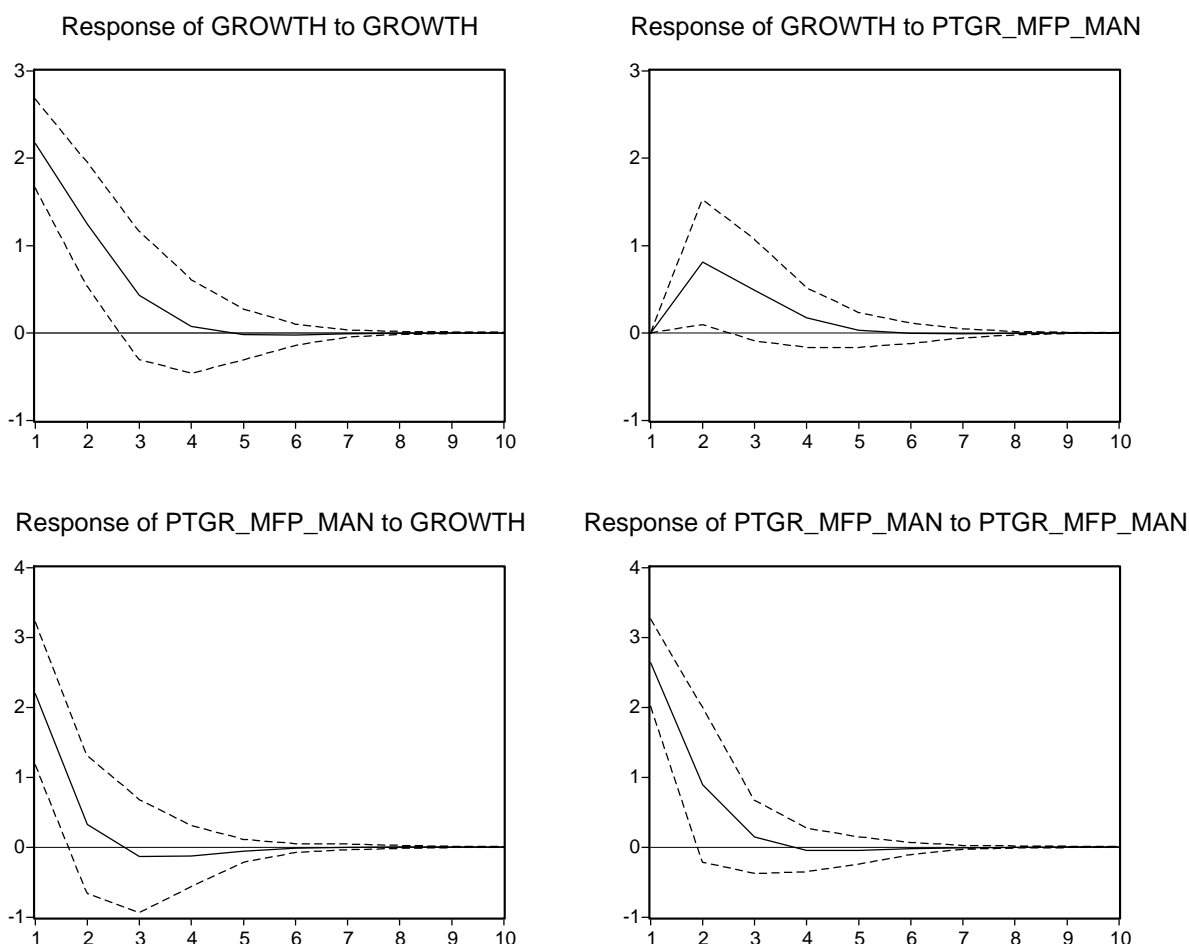 Response of GROWTH to GROWTH
Response of GROWTH to PTGR_MFP_MAN
3
2
1
0
-1
1 2 3 4 5 6 7 8 9 10
3
2
1
0
-1
1 2 3 4 5 6 7 8 9 10
Response of PTGR_MFP_MAN to GROWTH
Response of PTGR_MFP_MAN to PTGR_MFP_MAN
4
3
2
1
0
-1
1 2 3 4 5 6 7 8 9 10
4
3
2
1
0
-1
1 2 3 4 5 6 7 8 9 10